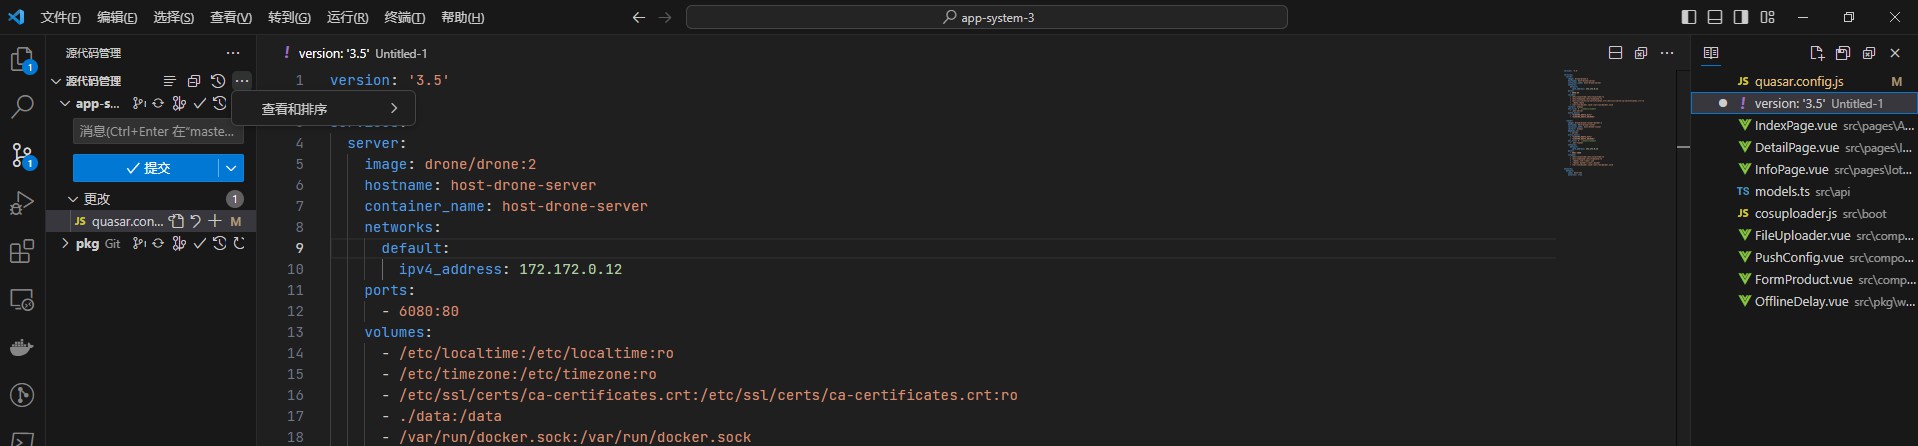 文件(F) 编辑(E) 选择(S) 查看(V) 转到(G) 运行(R) 终端(T) 帮助(H) app-system-3
源代码管理
源代码管理
app-s...
消息(Ctrl+Enter 在"maste...
提交
更改 1
JS quasar.con... M
pkg Git
1
1
查看和排序
version: '3.5' Untitled-1
1 version: '3.5'
4 server:
5 image: drone/drone:2
6 hostname: host-drone-server
7 container_name: host-drone-server
8 networks:
9 default:
10 ipv4_address: 172.172.0.12
11 ports:
12 - 6080:80
13 volumes:
14 - /etc/localtime:/etc/localtime:ro
15 - /etc/timezone:/etc/timezone:ro
16 - /etc/ssl/certs/ca-certificates.crt:/etc/ssl/certs/ca-certificates.crt:ro
17 - ./data:/data
18 - /var/run/docker.sock:/var/run/docker.sock
JS quasar.config.js M
version: '3.5' Untitled-1
IndexPage.vue src\pages\A...
DetailPage.vue src\pages\I...
InfoPage.vue src\pages\Iot...
TS models.ts src\api
JS cosuploader.js src\boot
FileUploader.vue src\comp...
PushConfig.vue src\compo...
FormProduct.vue src\comp...
OfflineDelay.vue src\pkg\w...